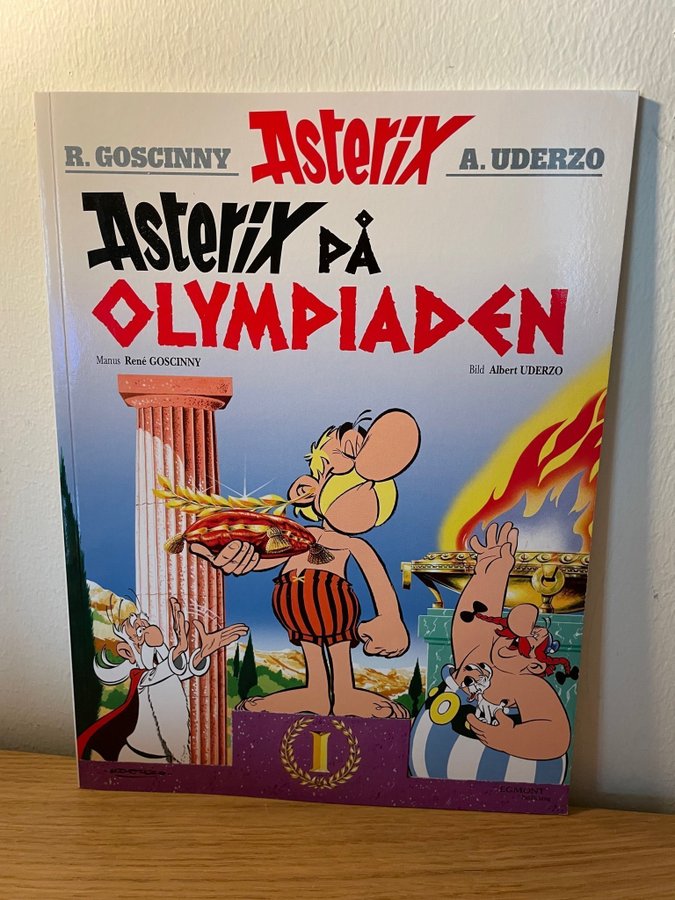 R. GOSCINNY Asterix A. UDERZO
Asterix PÅ
OLYMPIADEN
Manus René GOSCINNY
Bild Albert UDERZO
I
EGMONT